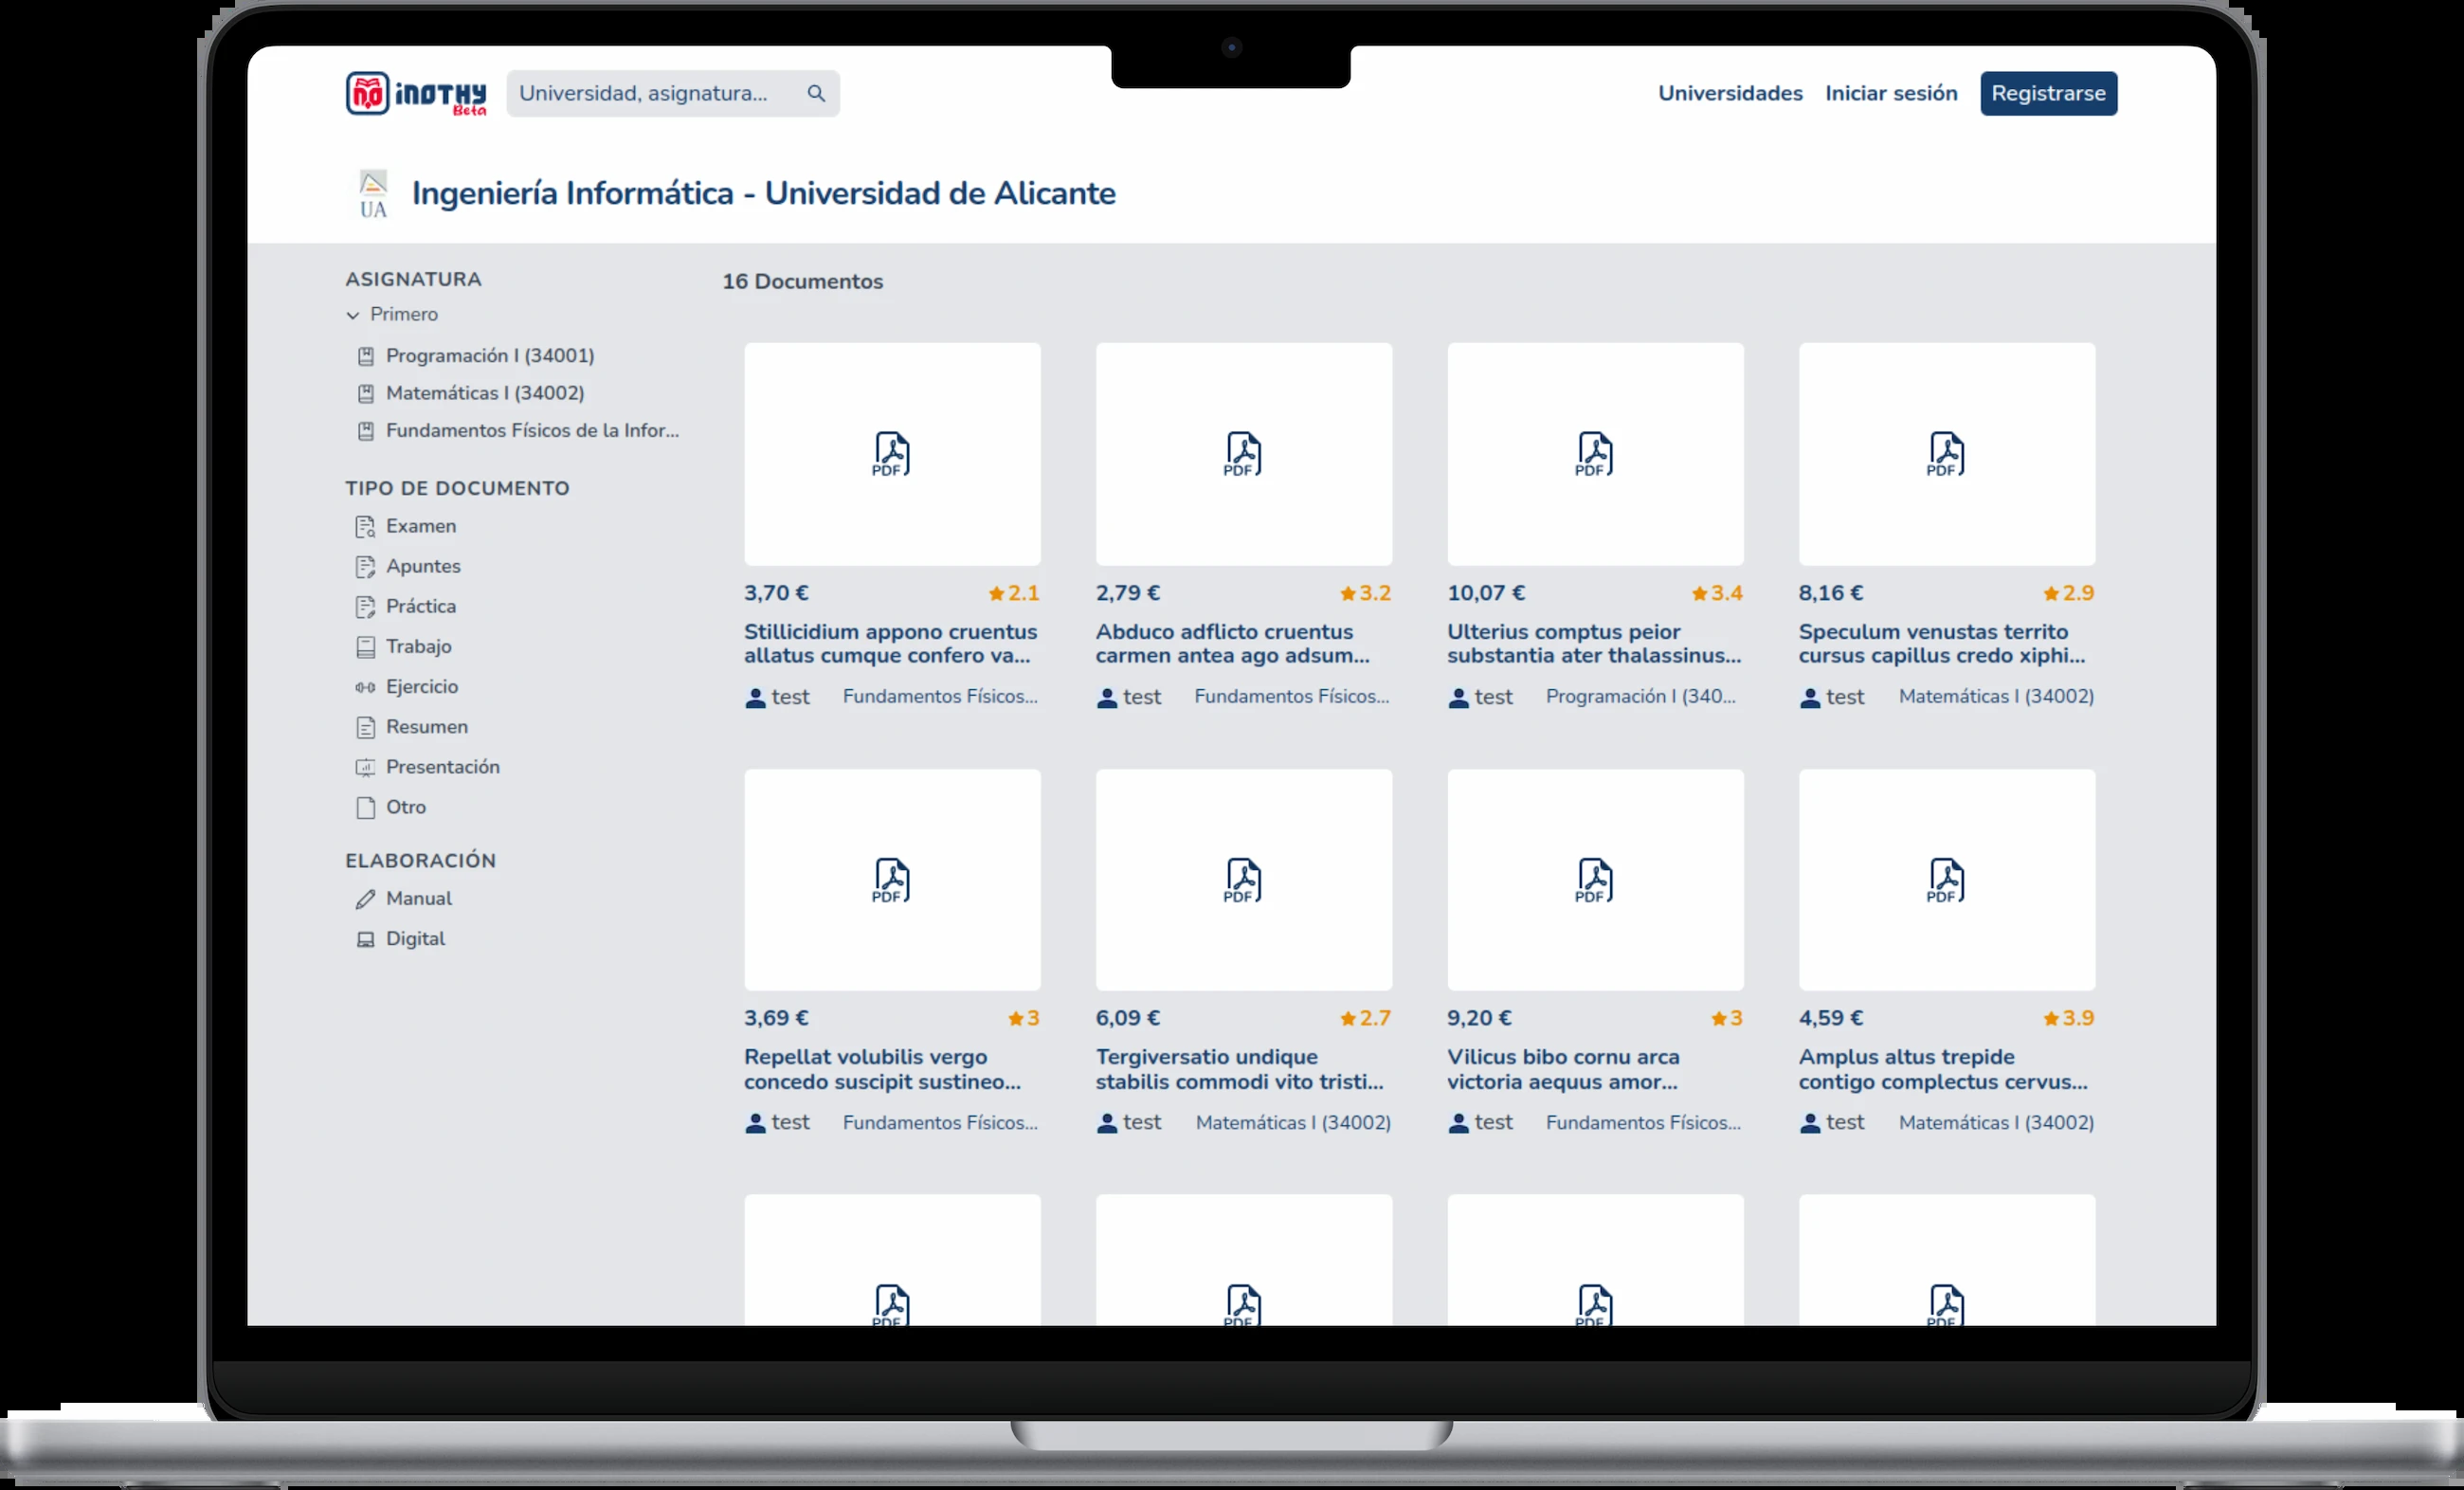 iNOTHY
Beta
Universidad, asignatura...
Universidades
Iniciar sesión
Registrarse
UA
Ingeniería Informática - Universidad de Alicante
ASIGNATURA
Primero
Programación I (34001)
Matemáticas I (34002)
Fundamentos Físicos de la Infor...
TIPO DE DOCUMENTO
Examen
Apuntes
Práctica
Trabajo
Ejercicio
Resumen
Presentación
Otro
ELABORACIÓN
Manual
Digital
16 Documentos
PDF
3,70 €
2.1
Stillicidium appono cruentus
allatus cumque confero va...
test
Fundamentos Físicos...
PDF
2,79 €
3.2
Abduco adflicto cruentus
carmen antea ago adsum...
test
Fundamentos Físicos...
PDF
10,07 €
3.4
Ulterius comptus peior
substantia ater thalassinus...
test
Programación I (340...
PDF
8,16 €
2.9
Speculum venustas territo
cursus capillus credo xiphi...
test
Matemáticas I (34002)
PDF
3,69 €
3
Repellat volubilis vergo
concedo suscipit sustineo...
test
Fundamentos Físicos...
PDF
6,09 €
2.7
Tergiversatio undique
stabilis commodi vito tristi...
test
Matemáticas I (34002)
PDF
9,20 €
3
Vilicus bibo cornu arca
victoria aequus amor...
test
Fundamentos Físicos...
PDF
4,59 €
3.9
Amplus altus trepide
contigo complectus cervus...
test
Matemáticas I (34002)
PDF
PDF
PDF
PDF